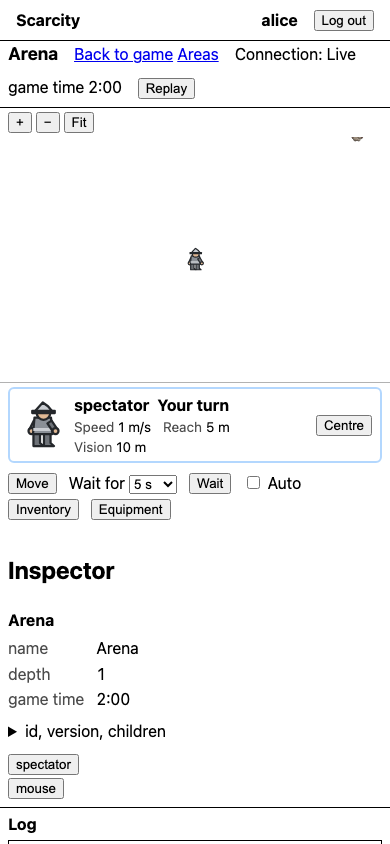 Scarcity alice Log out
Arena Back to game Areas Connection: Live
game time 2:00 Replay
+ − Fit
spectator Your turn
Speed 1 m/s Reach 5 m
Vision 10 m
Centre
Move Wait for 5 s Wait Auto
Inventory Equipment
Inspector
Arena
name Arena
depth 1
game time 2:00
id, version, children
spectator
mouse
Log